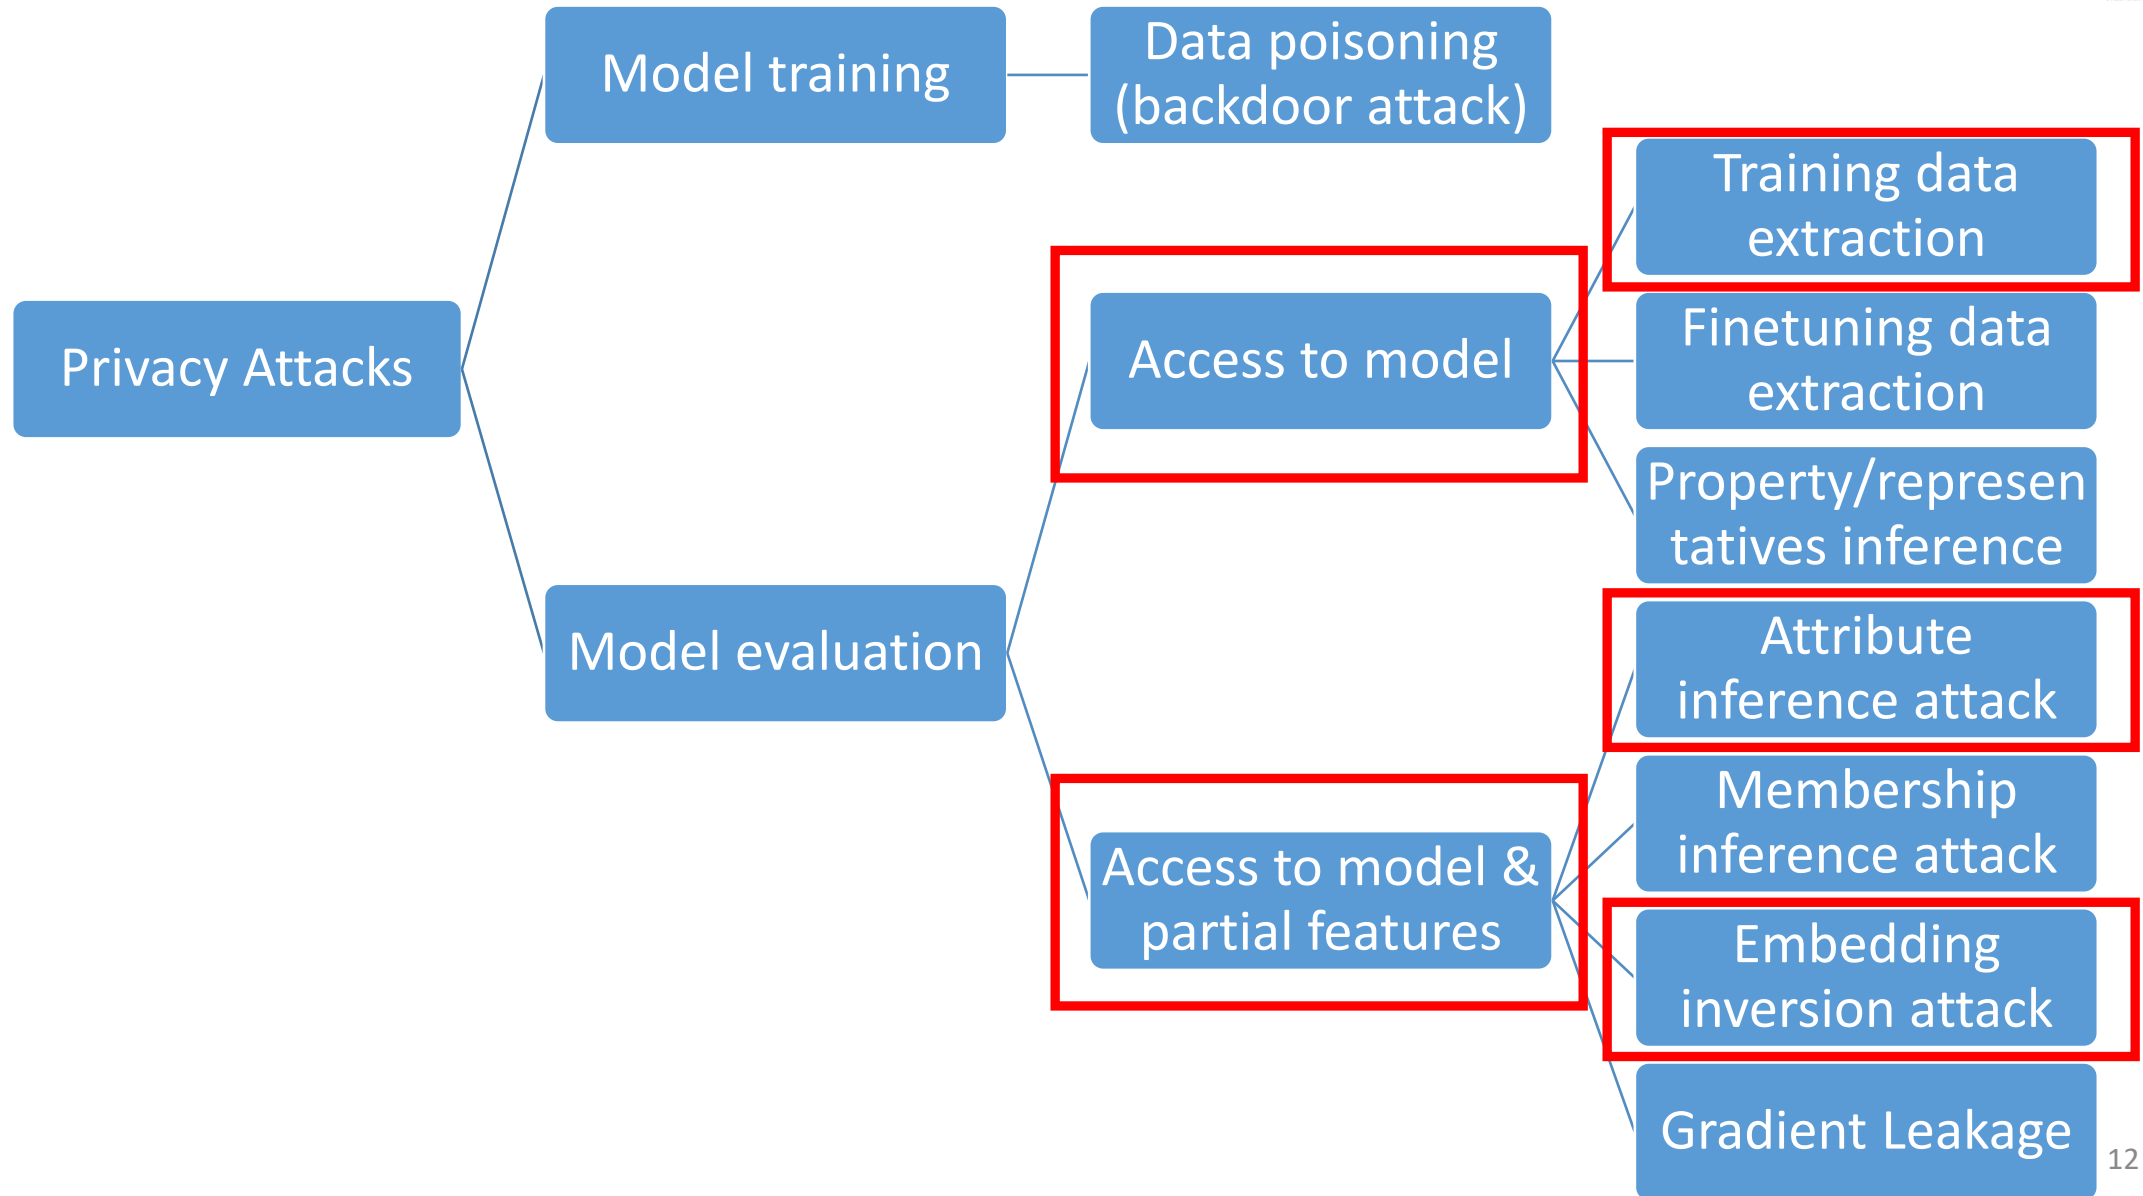 Privacy Attacks
Model training
Data poisoning
(backdoor attack)
Model evaluation
Access to model
Training data
extraction
Finetuning data
extraction
Property/represen
tatives inference
Access to model &
partial features
Attribute
inference attack
Membership
inference attack
Embedding
inversion attack
Gradient Leakage
12